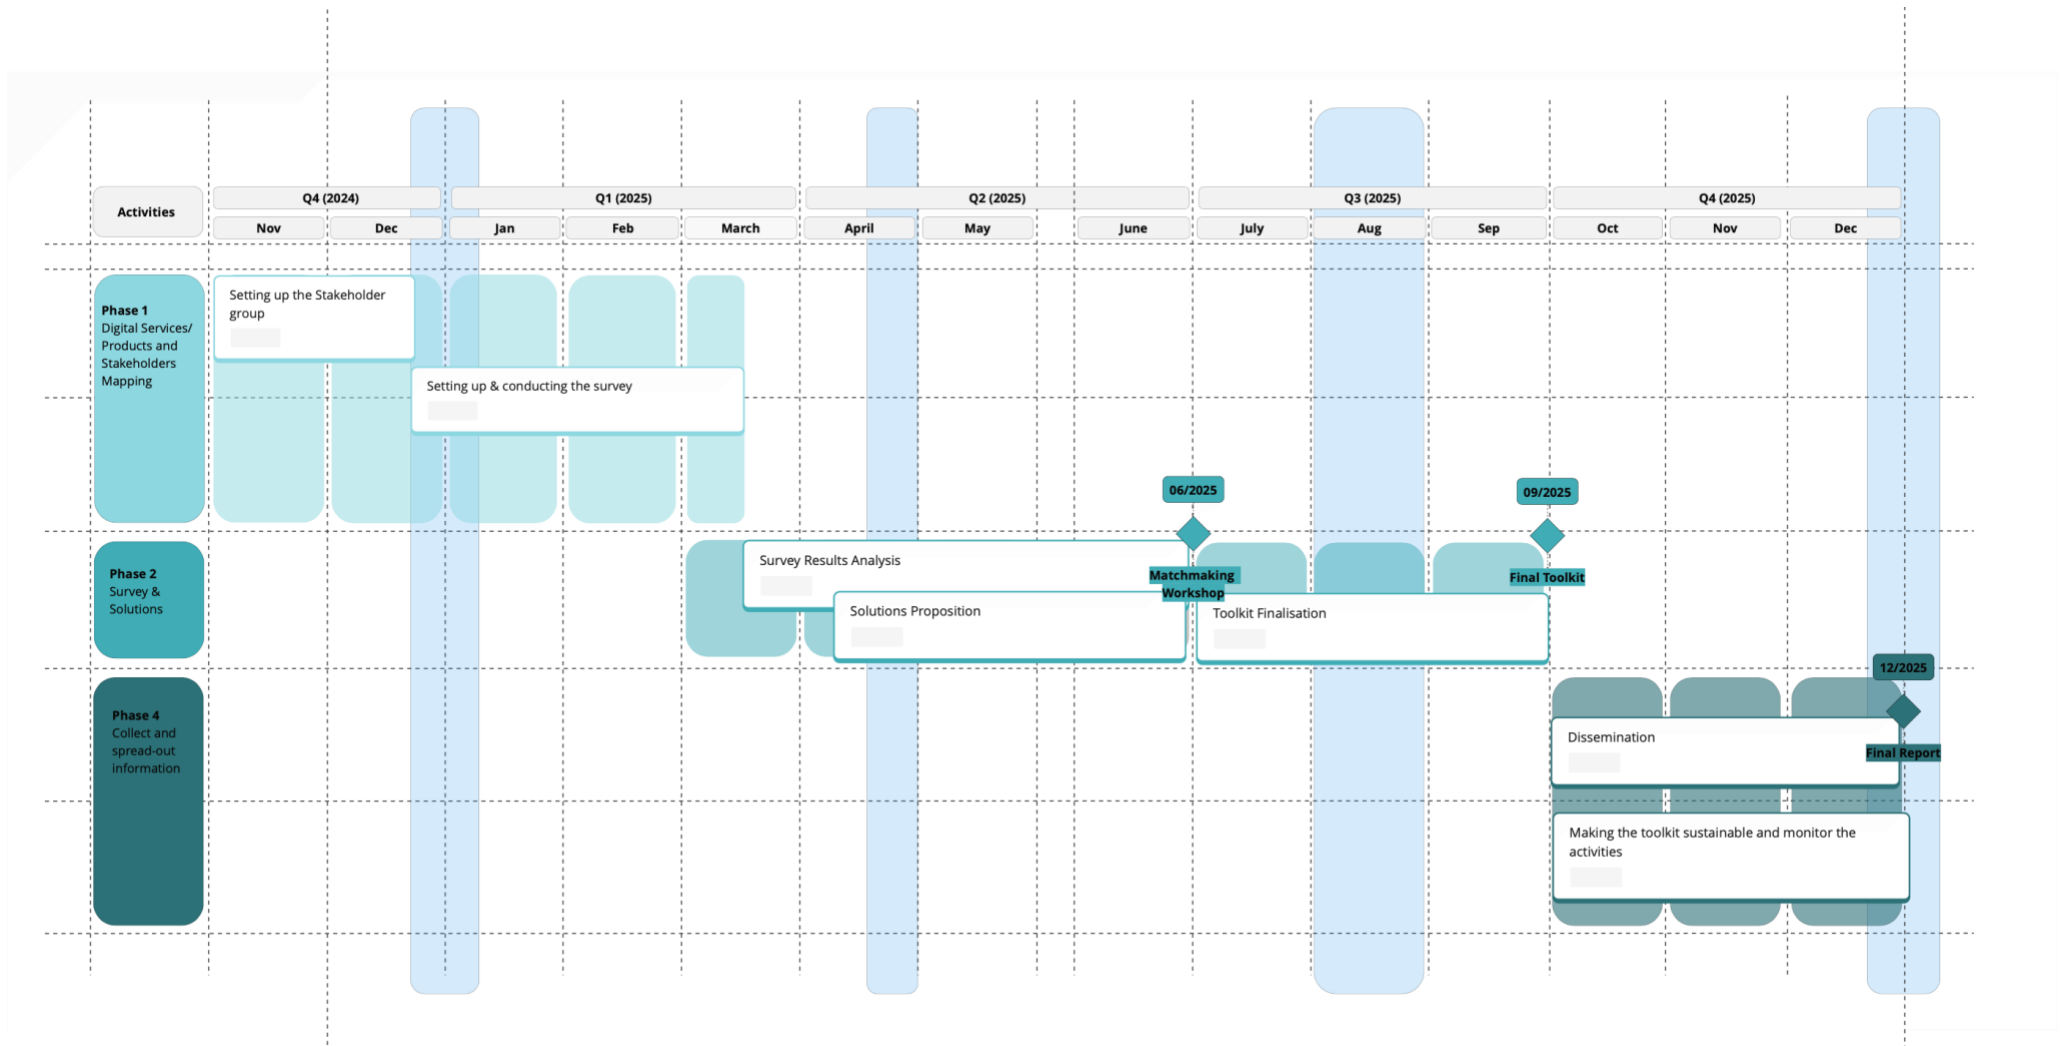 Activities
Q4 (2024)
Q1 (2025)
Q2 (2025)
Q3 (2025)
Q4 (2025)
Nov
Dec
Jan
Feb
March
April
May
June
July
Aug
Sep
Oct
Nov
Dec
Phase 1
Digital Services/
Products and
Stakeholders
Mapping
Setting up the Stakeholder
group
Setting up & conducting the survey
06/2025
09/2025
Phase 2
Survey &
Solutions
Survey Results Analysis
Matchmaking
Workshop
Final Toolkit
Solutions Proposition
Toolkit Finalisation
12/2025
Phase 4
Collect and
spread-out
information
Dissemination
Final Report
Making the toolkit sustainable and monitor the
activities